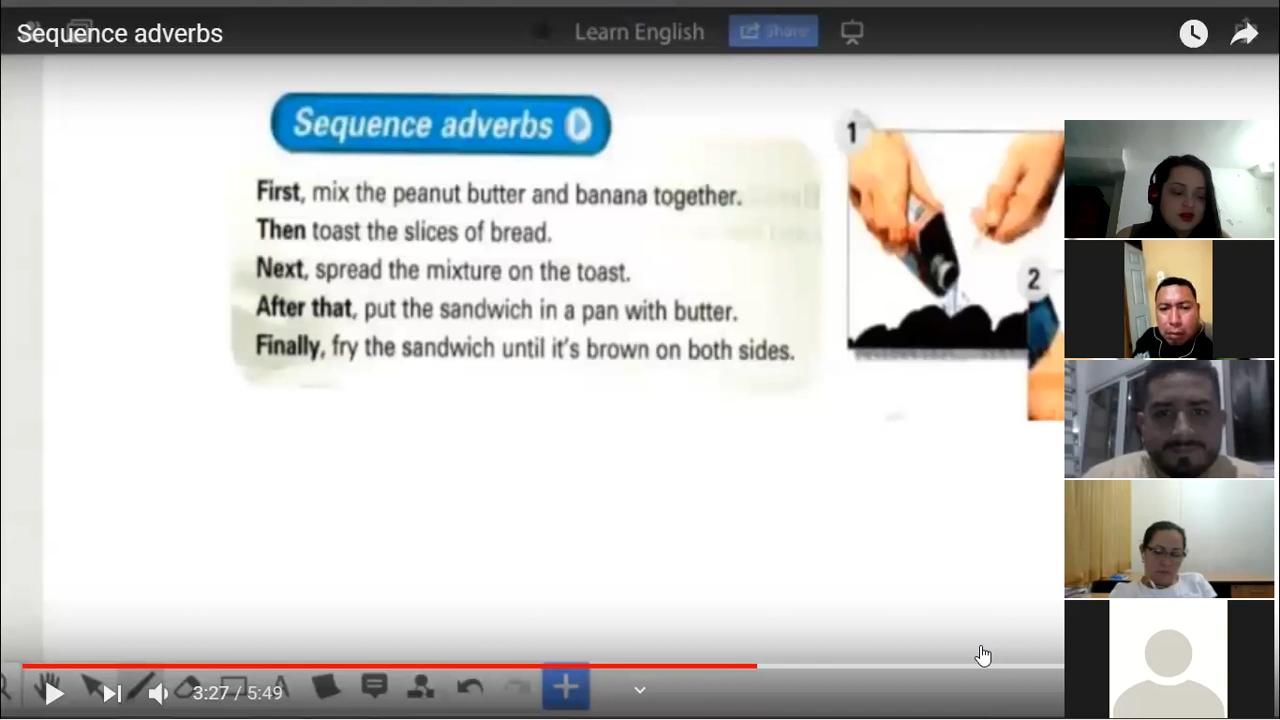 Sequence adverbs
Learn English
Share
Sequence adverbs
First, mix the peanut butter and banana together.
Then toast the slices of bread.
Next, spread the mixture on the toast.
After that, put the sandwich in a pan with butter.
Finally, fry the sandwich until it's brown on both sides.
1
2
3:27 / 5:49